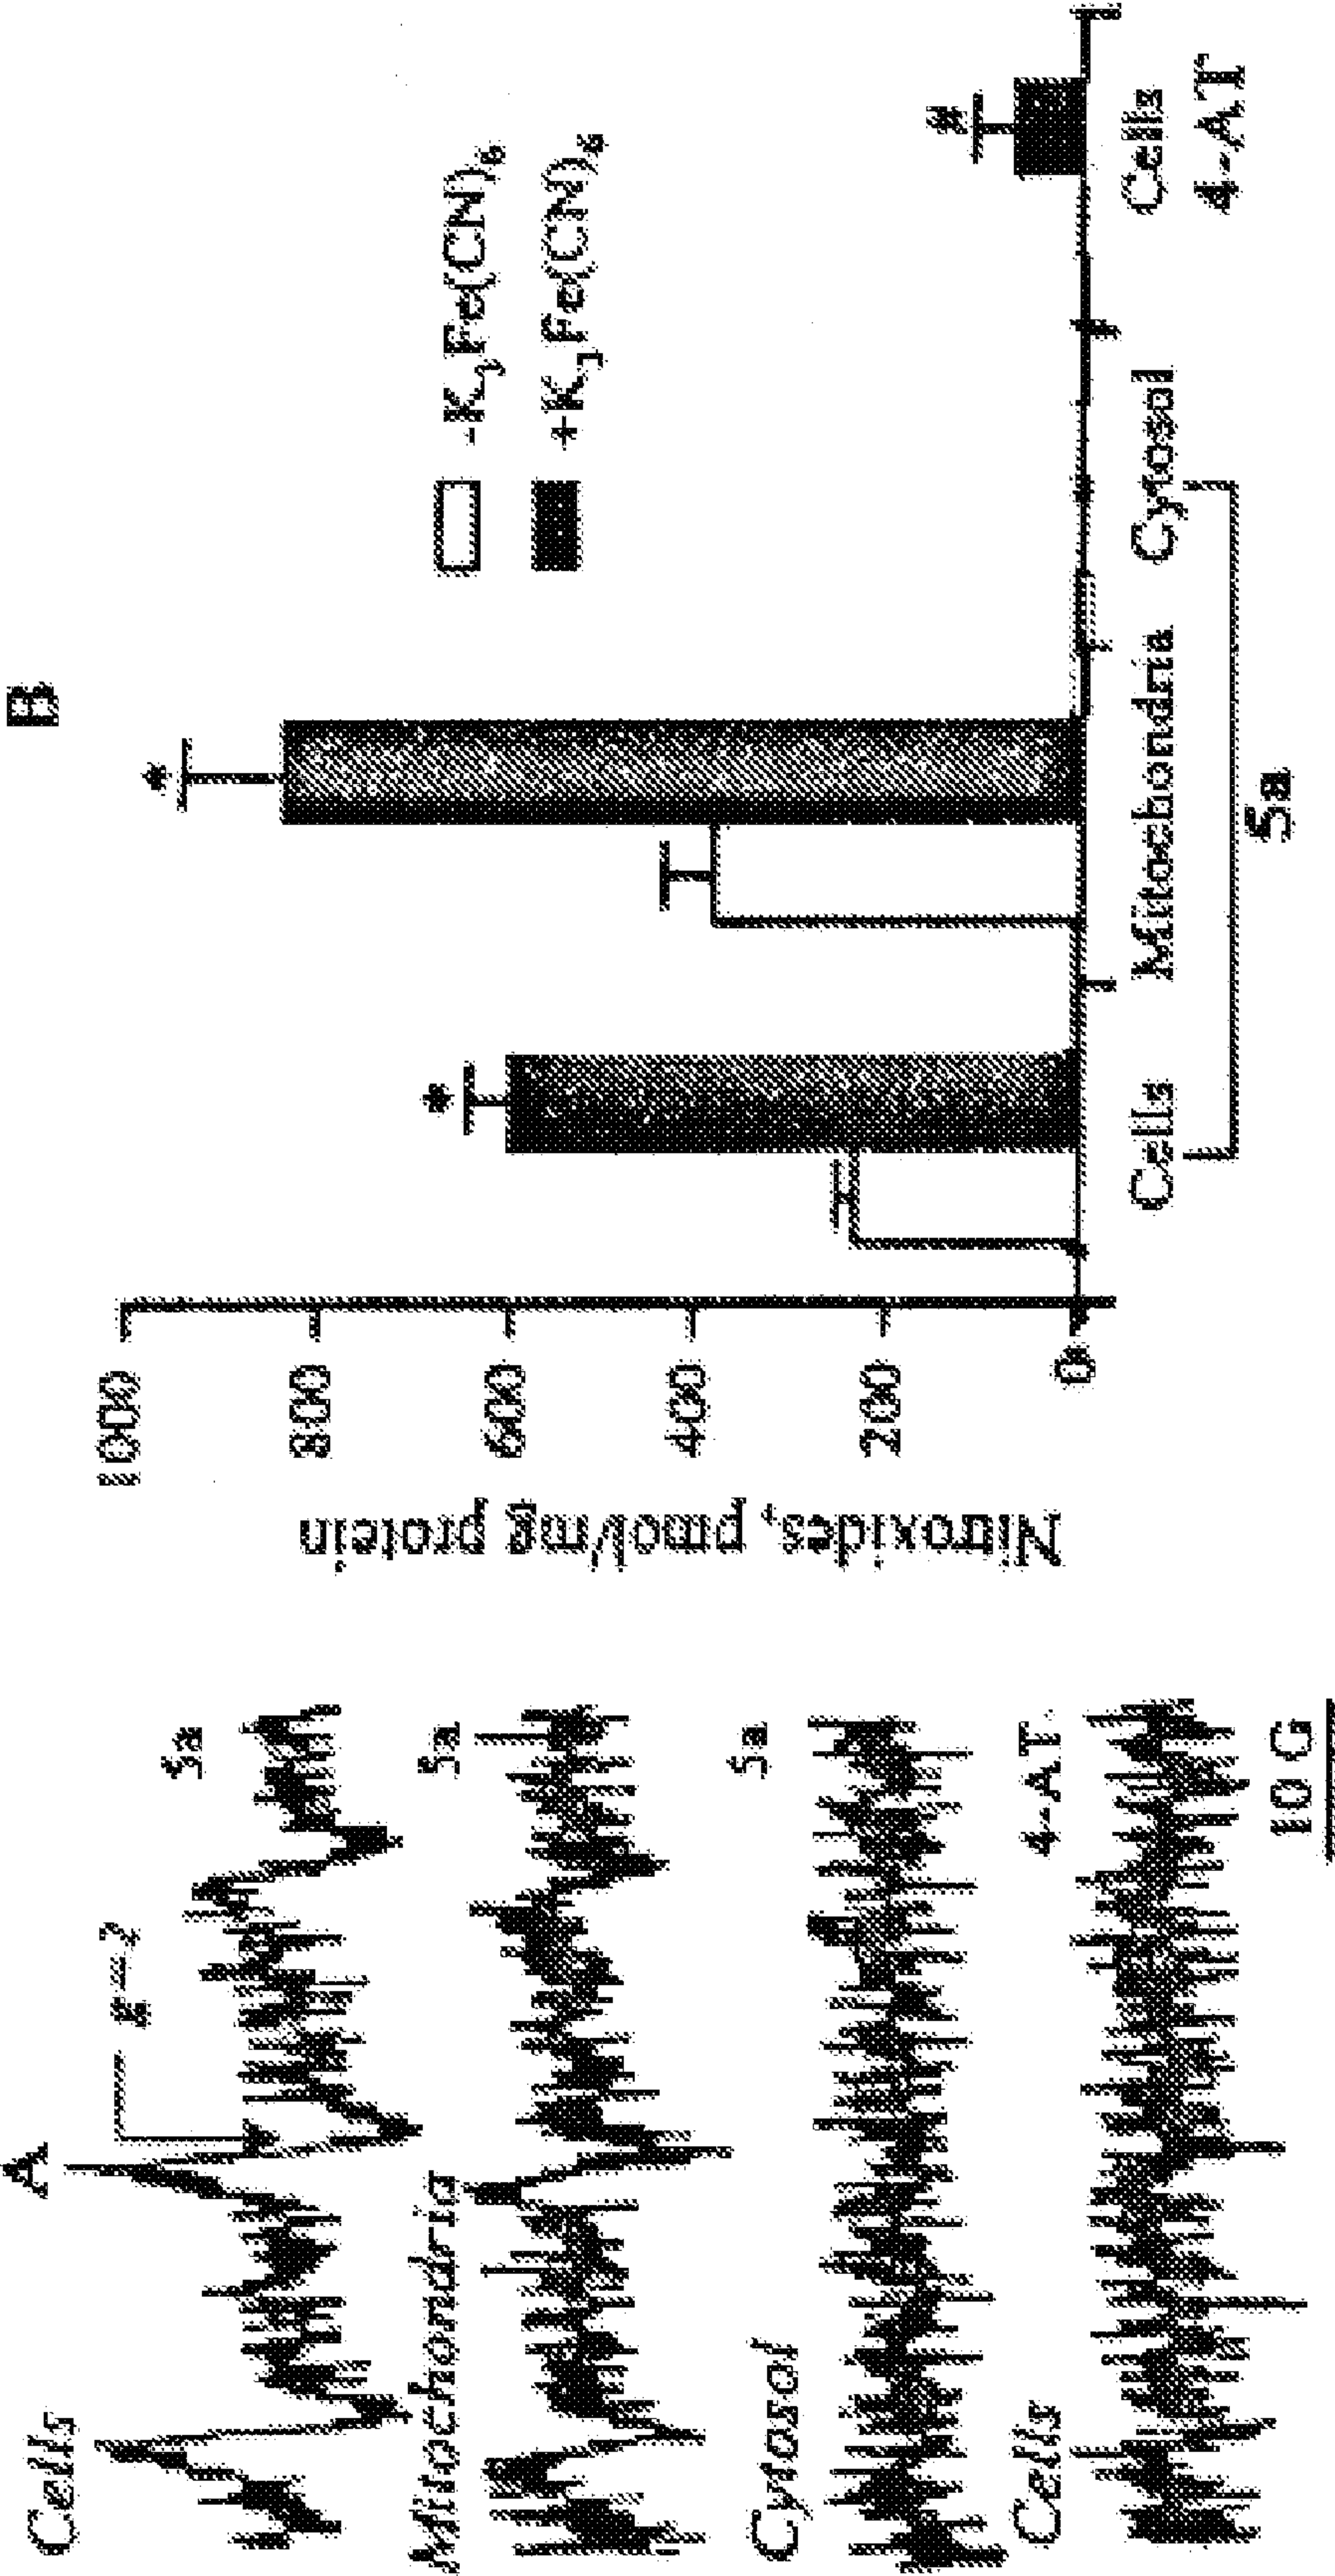 A
Cells
5a
g=2
Mitochondria
5a
Cytosol
5a
Cells
4-AT
10 G
B
Nitroxides, pmol/mg protein
1000
800
600
400
200
0
*
*
#
-K3Fe(CN)6
+K3Fe(CN)6
Cells Mitochondria Cytosol Cells
5a 4-AT